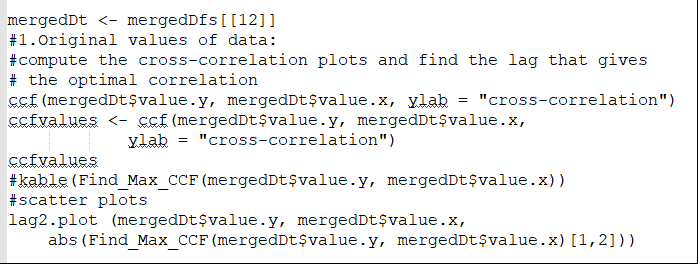 mergedDt <- mergedDfs[[12]]
#1.Original values of data:
#compute the cross-correlation plots and find the lag that gives
# the optimal correlation
ccf(mergedDt$value.y, mergedDt$value.x, ylab = "cross-correlation")
ccfvalues <- ccf(mergedDt$value.y, mergedDt$value.x,
ylab = "cross-correlation")
ccfvalues
#kable(Find_Max_CCF(mergedDt$value.y, mergedDt$value.x))
#scatter plots
lag2.plot (mergedDt$value.y, mergedDt$value.x,
abs(Find_Max_CCF(mergedDt$value.y, mergedDt$value.x)[1,2]))